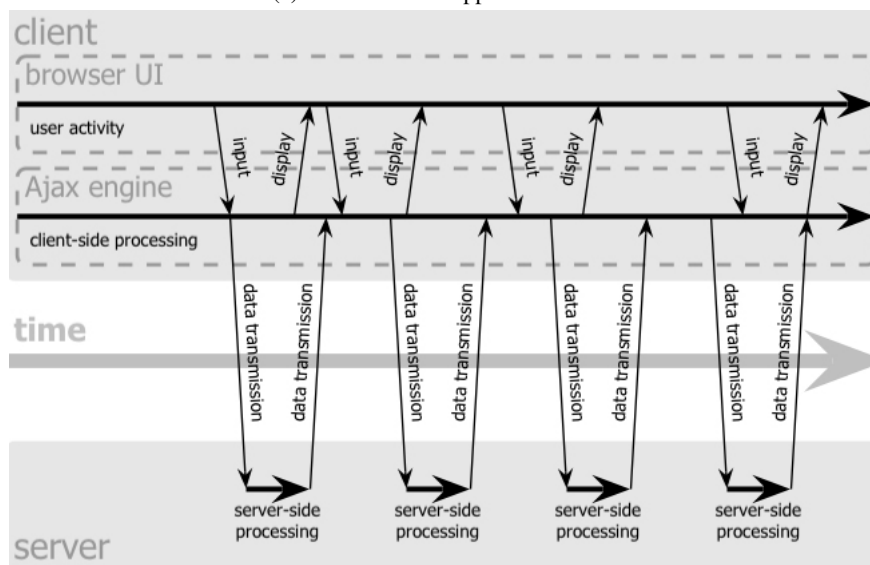 client
browser UI
user activity
input
display
input
display
input
display
input
display
Ajax engine
client-side processing
data transmission
data transmission
data transmission
data transmission
data transmission
data transmission
data transmission
data transmission
time
server-side
processing
server-side
processing
server-side
processing
server-side
processing
server